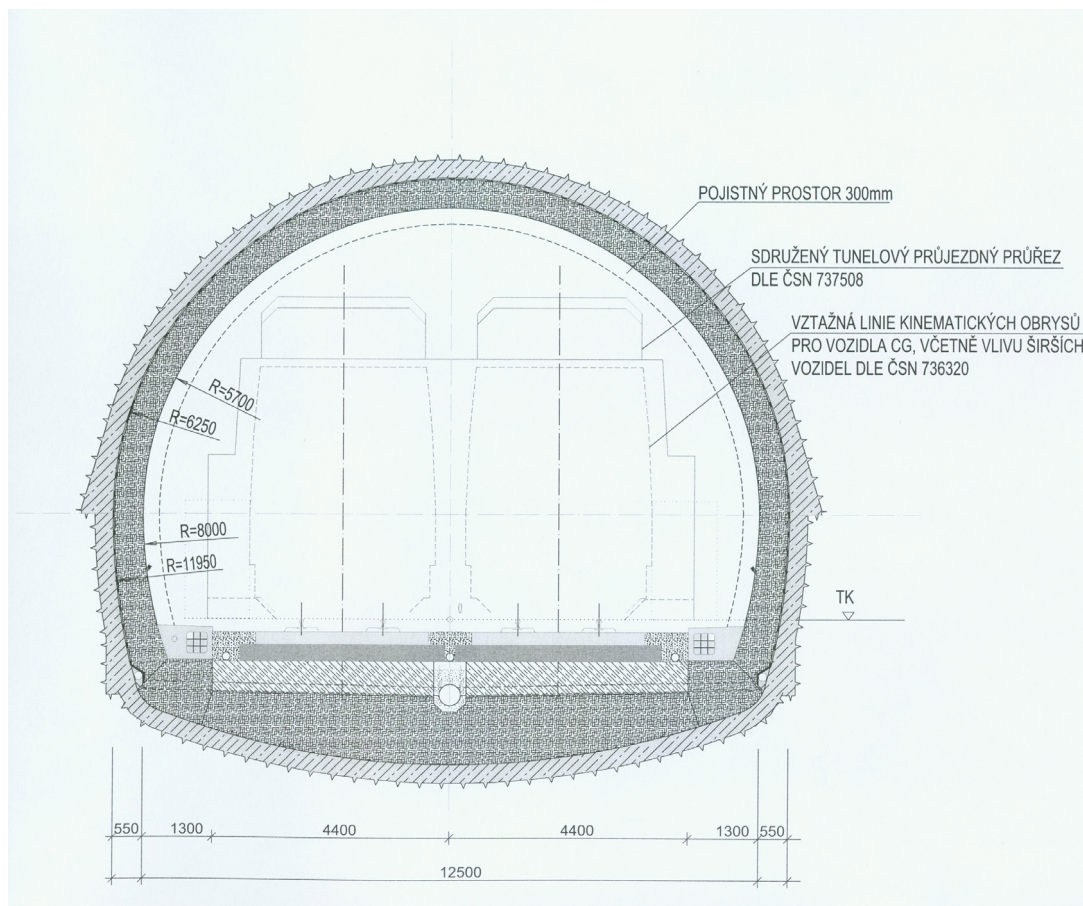 POJISTNÝ PROSTOR 300mm
SDRUŽENÝ TUNELOVÝ PRŮJEZDNÝ PRŮŘEZ
DLE ČSN 737508
VZTAŽNÁ LINIE KINEMATICKÝCH OBRYSŮ
PRO VOZIDLA CG, VČETNĚ VLIVU ŠIRŠÍCH
VOZIDEL DLE ČSN 736320
R=5700
R=6250
R=8000
R=11950
TK
550 1300 4400 4400 1300 550
12500